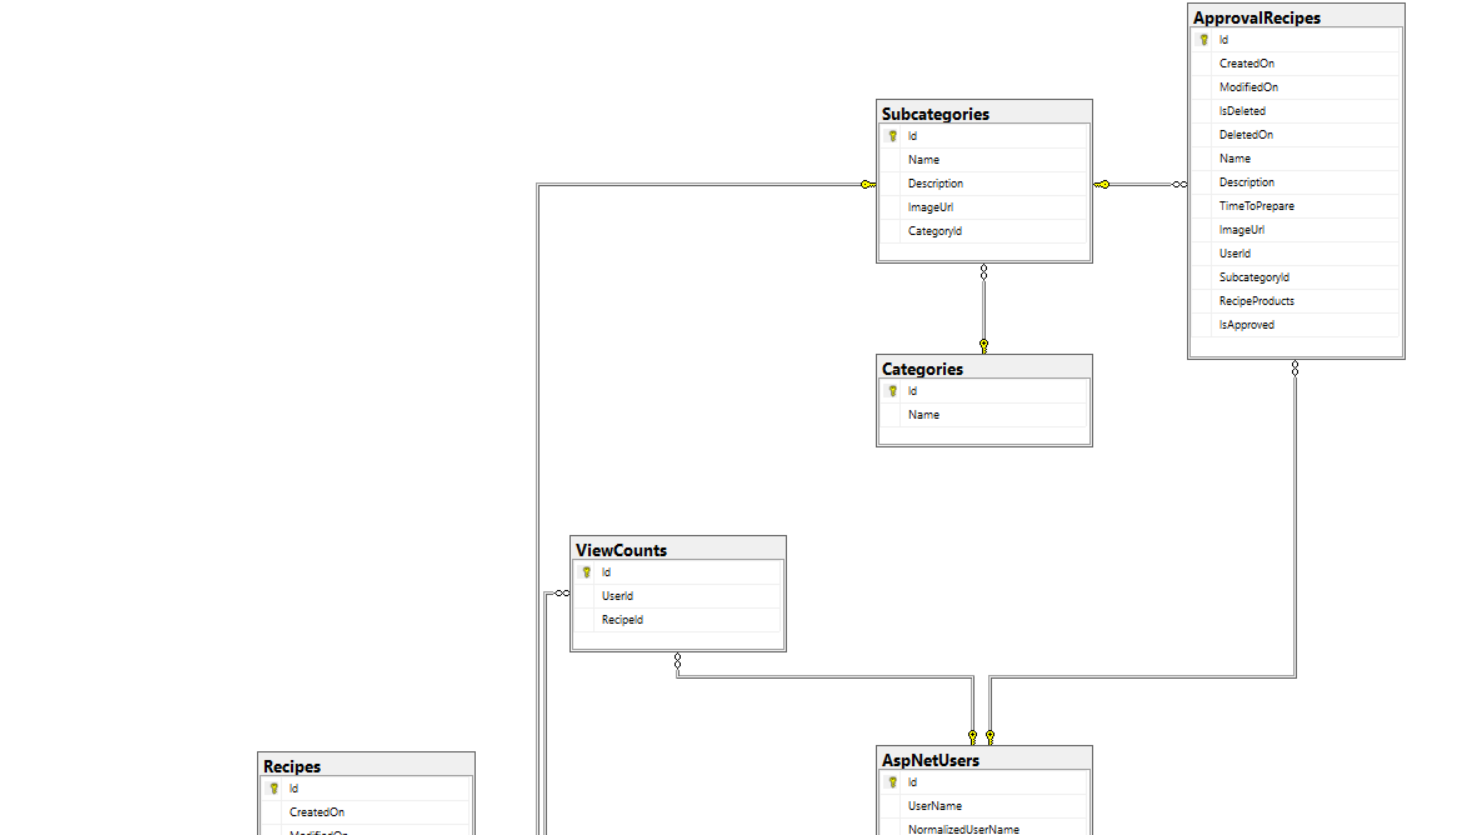 ApprovalRecipes
Id
CreatedOn
ModifiedOn
IsDeleted
DeletedOn
Name
Description
TimeToPrepare
ImageUrl
UserId
SubcategoryId
RecipeProducts
IsApproved
Subcategories
Id
Name
Description
ImageUrl
CategoryId
Categories
Id
Name
ViewCounts
Id
UserId
RecipeId
Recipes
Id
CreatedOn
ModifiedOn
AspNetUsers
Id
UserName
NormalizedUserName